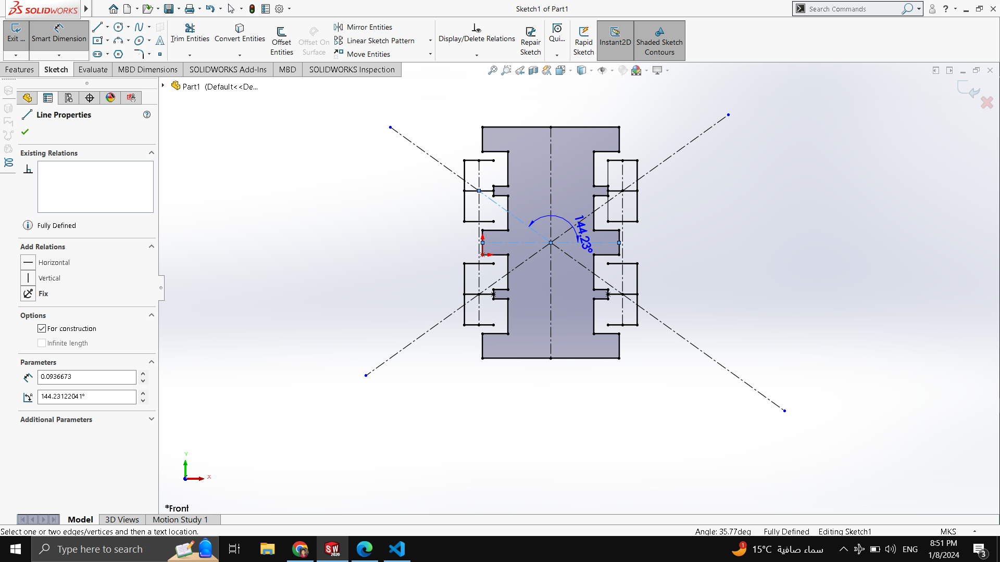 SOLIDWORKS
Sketch1 of Part1
Search Commands
Exit ...
Smart Dimension
Trim Entities
Convert Entities
Offset Entities
Offset On Surface
Mirror Entities
Linear Sketch Pattern
Move Entities
Display/Delete Relations
Repair Sketch
Qui...
Rapid Sketch
Instant2D
Shaded Sketch Contours
Features
Sketch
Evaluate
MBD Dimensions
SOLIDWORKS Add-Ins
MBD
SOLIDWORKS Inspection
Part1 (Default<<De...
Line Properties
Existing Relations
Fully Defined
Add Relations
Horizontal
Vertical
Fix
Options
For construction
Infinite length
Parameters
0.0936673
144.23122041°
Additional Parameters
144.23°
Y
X
*Front
Model
3D Views
Motion Study 1
Select one or two edges/vertices and then a text location.
Angle: 35.77deg
Fully Defined
Editing Sketch1
MKS
Type here to search
SW
2020
1
15°C سماء صافية
ENG
8:51 PM
1/8/2024
3